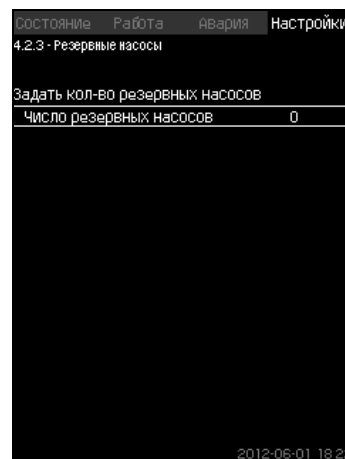 Состояние Работа Авария Настройки
4.2.3 - Резервные насосы
Задать кол-во резервных насосов
Число резервных насосов 0
2012-06-01 18:2